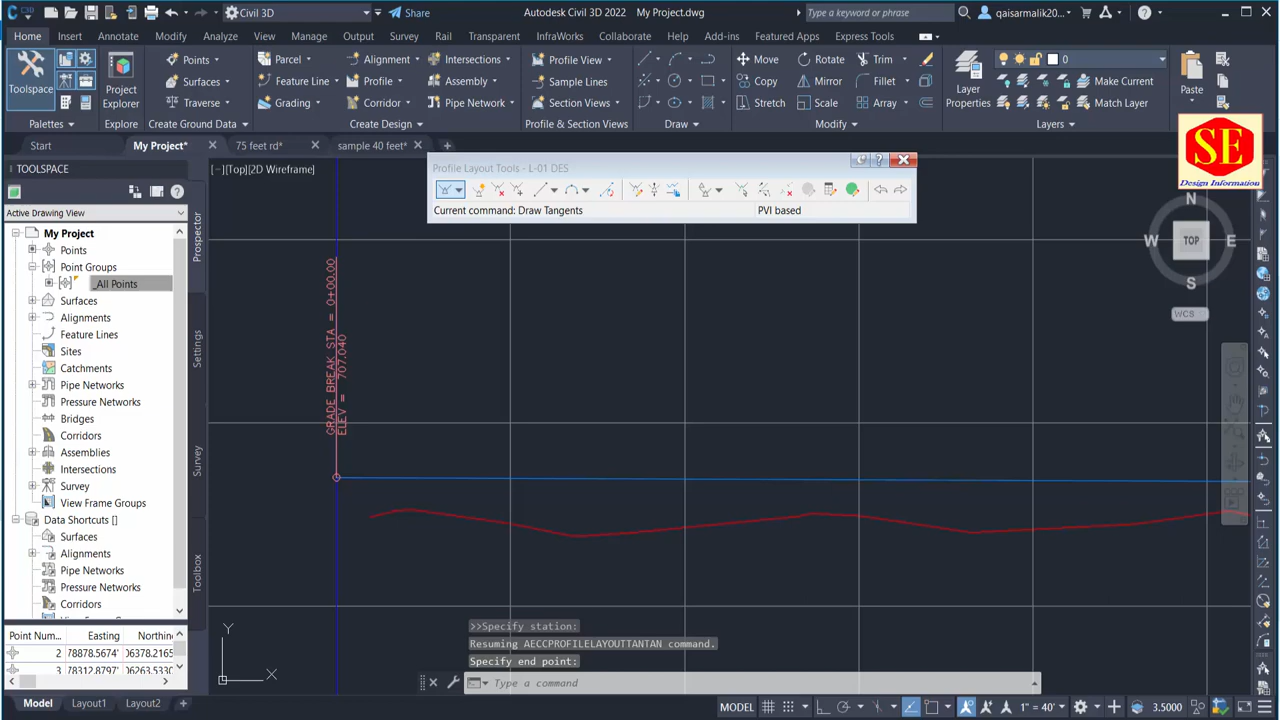 Civil 3D
Share
Autodesk Civil 3D 2022 My Project.dwg
Type a keyword or phrase
qaisarmalik20...
Home Insert Annotate Modify Analyze View Manage Output Survey Rail Transparent InfraWorks Collaborate Help Add-ins Featured Apps Express Tools
Toolspace
Project Explorer
Points
Surfaces
Traverse
Parcel
Feature Line
Grading
Alignment
Profile
Corridor
Intersections
Assembly
Pipe Network
Profile View
Sample Lines
Section Views
Move
Copy
Stretch
Rotate
Mirror
Scale
Trim
Fillet
Array
Layer Properties
0
Make Current
Match Layer
Paste
Palettes Explore Create Ground Data Create Design Profile & Section Views Draw Modify Layers
SE
Design Information
Start My Project* 75 feet rd* sample 40 feet*
TOOLSPACE
Active Drawing View
My Project
Points
Point Groups
_All Points
Surfaces
Alignments
Feature Lines
Sites
Catchments
Pipe Networks
Pressure Networks
Bridges
Corridors
Assemblies
Intersections
Survey
View Frame Groups
Data Shortcuts []
Surfaces
Alignments
Pipe Networks
Pressure Networks
Corridors
Prospector
Settings
Survey
Toolbox
Point Num... Easting Northin
2 78878.5674' 06378.2165
3 78312.8797' 06263.5330
[−][Top][2D Wireframe]
Profile Layout Tools - L-01 DES
Current command: Draw Tangents PVI based
N
W TOP E
S
WCS
GRADE BREAK STA = 0+00.00
ELEV = 707.040
Y
X
>>Specify station:
Resuming AECCPROFILELAYOUTTANTAN command.
Specify end point:
Type a command
Model Layout1 Layout2
MODEL 1" = 40' 3.5000